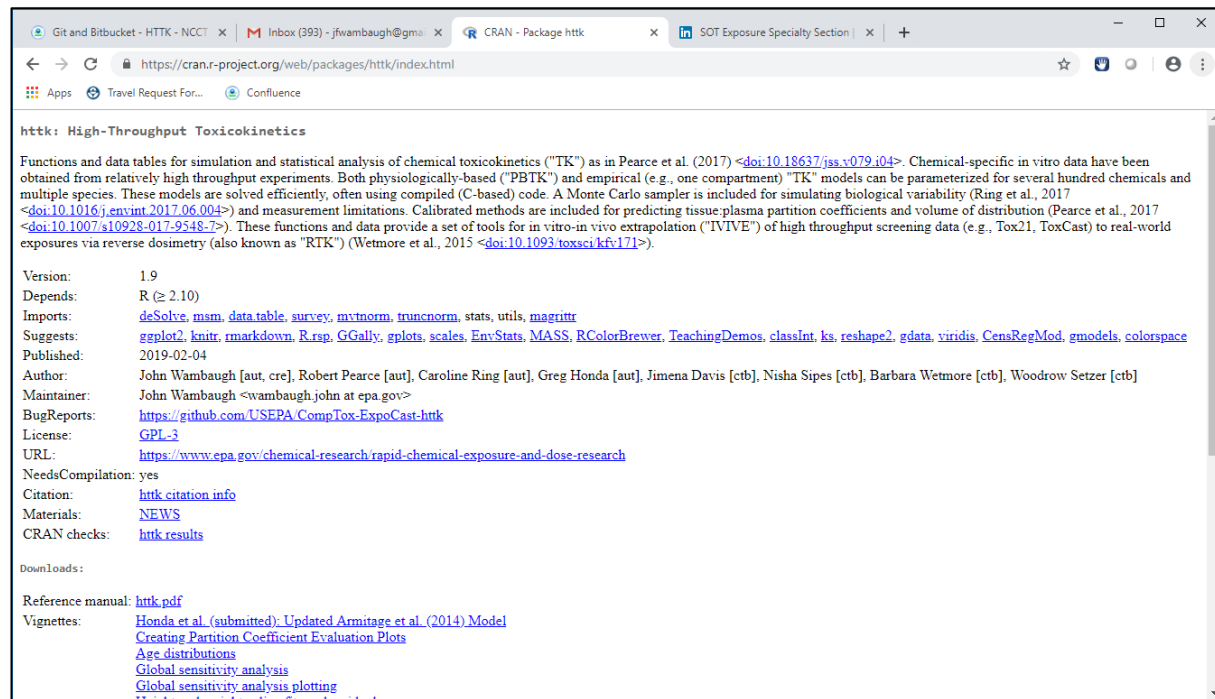 Git and Bitbucket - HTTK - NCCT
Inbox (393) - jfwambaugh@gmai
CRAN - Package httk
SOT Exposure Specialty Section |
https://cran.r-project.org/web/packages/httk/index.html
Apps
Travel Request For...
Confluence
httk: High-Throughput Toxicokinetics
Functions and data tables for simulation and statistical analysis of chemical toxicokinetics ("TK") as in Pearce et al. (2017) <doi:10.18637/jss.v079.i04>. Chemical-specific in vitro data have been
obtained from relatively high throughput experiments. Both physiologically-based ("PBTK") and empirical (e.g., one compartment) "TK" models can be parameterized for several hundred chemicals and
multiple species. These models are solved efficiently, often using compiled (C-based) code. A Monte Carlo sampler is included for simulating biological variability (Ring et al., 2017
<doi:10.1016/j.envint.2017.06.004>) and measurement limitations. Calibrated methods are included for predicting tissue:plasma partition coefficients and volume of distribution (Pearce et al., 2017
<doi:10.1007/s10928-017-9548-7>). These functions and data provide a set of tools for in vitro-in vivo extrapolation ("IVIVE") of high throughput screening data (e.g., Tox21, ToxCast) to real-world
exposures via reverse dosimetry (also known as "RTK") (Wetmore et al., 2015 <doi:10.1093/toxsci/kfv171>).
Version: 1.9
Depends: R (≥ 2.10)
Imports: deSolve, msm, data.table, survey, mvtnorm, truncnorm, stats, utils, magrittr
Suggests: ggplot2, knitr, rmarkdown, R.rsp, GGally, gplots, scales, EnvStats, MASS, RColorBrewer, TeachingDemos, classInt, ks, reshape2, gdata, viridis, CensRegMod, gmodels, colorspace
Published: 2019-02-04
Author: John Wambaugh [aut, cre], Robert Pearce [aut], Caroline Ring [aut], Greg Honda [aut], Jimena Davis [ctb], Nisha Sipes [ctb], Barbara Wetmore [ctb], Woodrow Setzer [ctb]
Maintainer: John Wambaugh <wambaugh.john at epa.gov>
BugReports: https://github.com/USEPA/CompTox-ExpoCast-httk
License: GPL-3
URL: https://www.epa.gov/chemical-research/rapid-chemical-exposure-and-dose-research
NeedsCompilation: yes
Citation: httk citation info
Materials: NEWS
CRAN checks: httk results
Downloads:
Reference manual: httk.pdf
Vignettes: Honda et al. (submitted): Updated Armitage et al. (2014) Model
Creating Partition Coefficient Evaluation Plots
Age distributions
Global sensitivity analysis
Global sensitivity analysis plotting